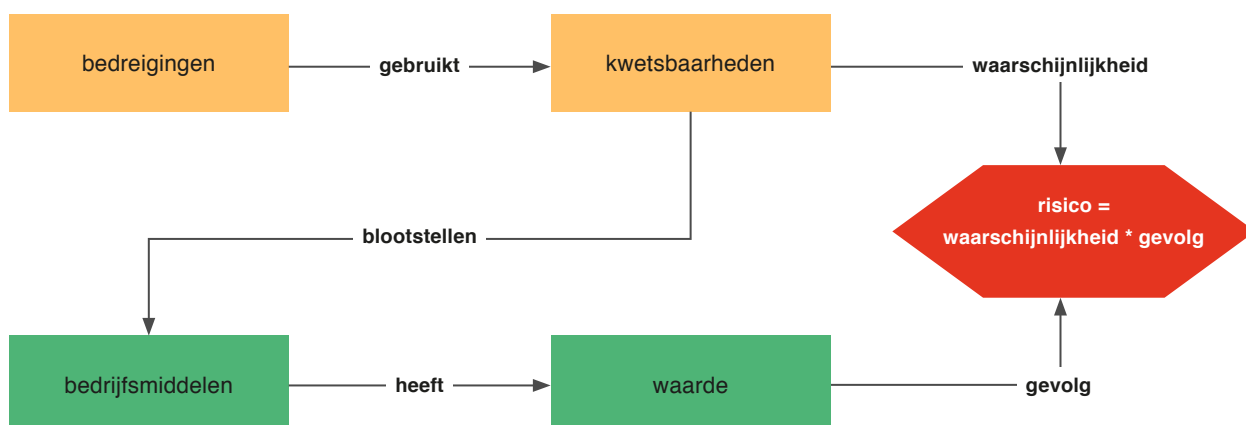 bedreigingen
gebruikt
kwetsbaarheden
waarschijnlijkheid
risico =
waarschijnlijkheid * gevolg
blootstellen
bedrijfsmiddelen
heeft
waarde
gevolg